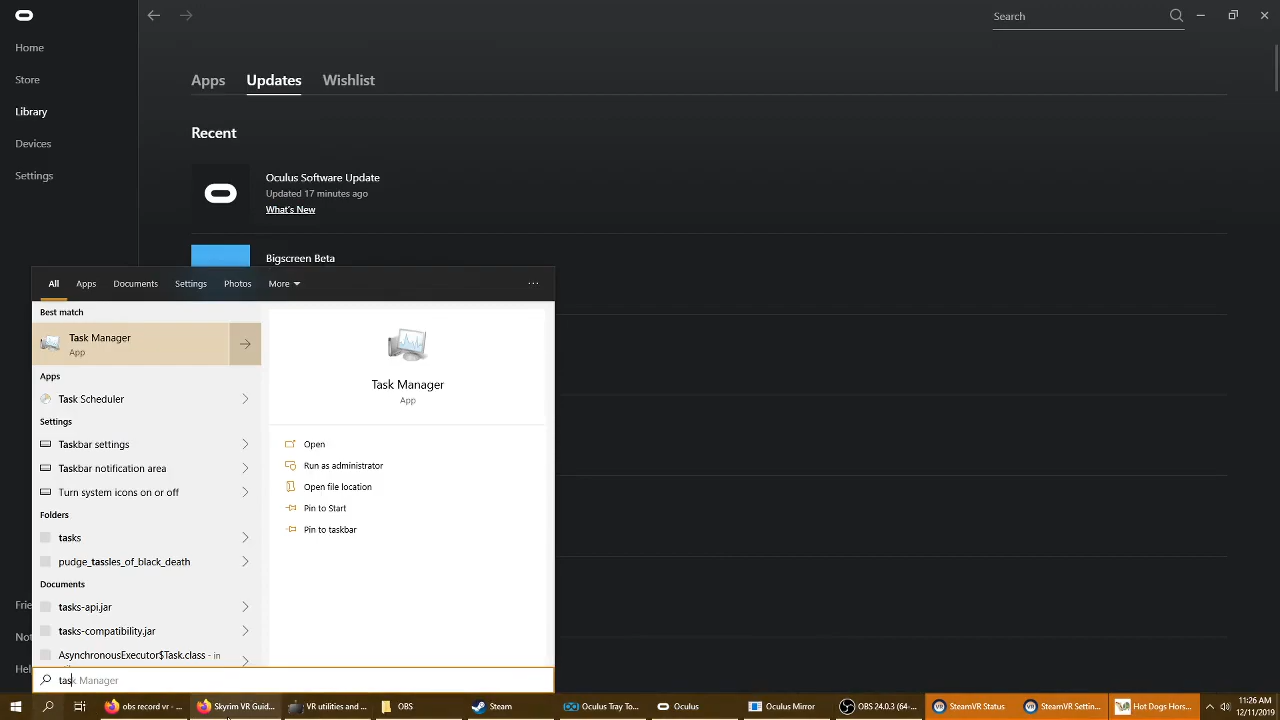 Search
Home
Store
Library
Devices
Settings
Apps Updates Wishlist
Recent
Oculus Software Update
Updated 17 minutes ago
What's New
Bigscreen Beta
All Apps Documents Settings Photos More
Best match
Task Manager
App
Apps
Task Scheduler
Settings
Taskbar settings
Taskbar notification area
Turn system icons on or off
Folders
tasks
pudge_tassles_of_black_death
Documents
tasks-api.jar
tasks-compatibility.jar
AsynchronousExecutor$Task.class - in
Task Manager
App
Open
Run as administrator
Open file location
Pin to Start
Pin to taskbar
Frie
Not
Hel
task Manager
obs record vr - ... Skyrim VR Guid... VR utilities and ... OBS Steam Oculus Tray To... Oculus Oculus Mirror OBS 24.0.3 (64-... SteamVR Status SteamVR Settin... Hot Dogs Hors... 11:26 AM
12/11/2019